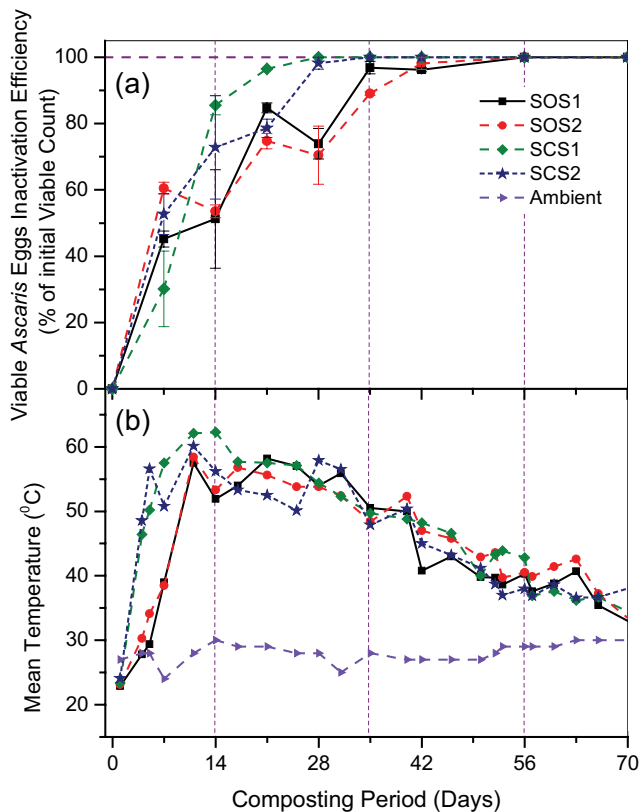 Viable Ascaris Eggs Inactivation Efficiency
(% of initial Viable Count)
100
80
60
40
20
0
(a)
SOS1
SOS2
SCS1
SCS2
Ambient
Mean Temperature (⁰C)
60
50
40
30
20
(b)
0 14 28 42 56 70
Composting Period (Days)